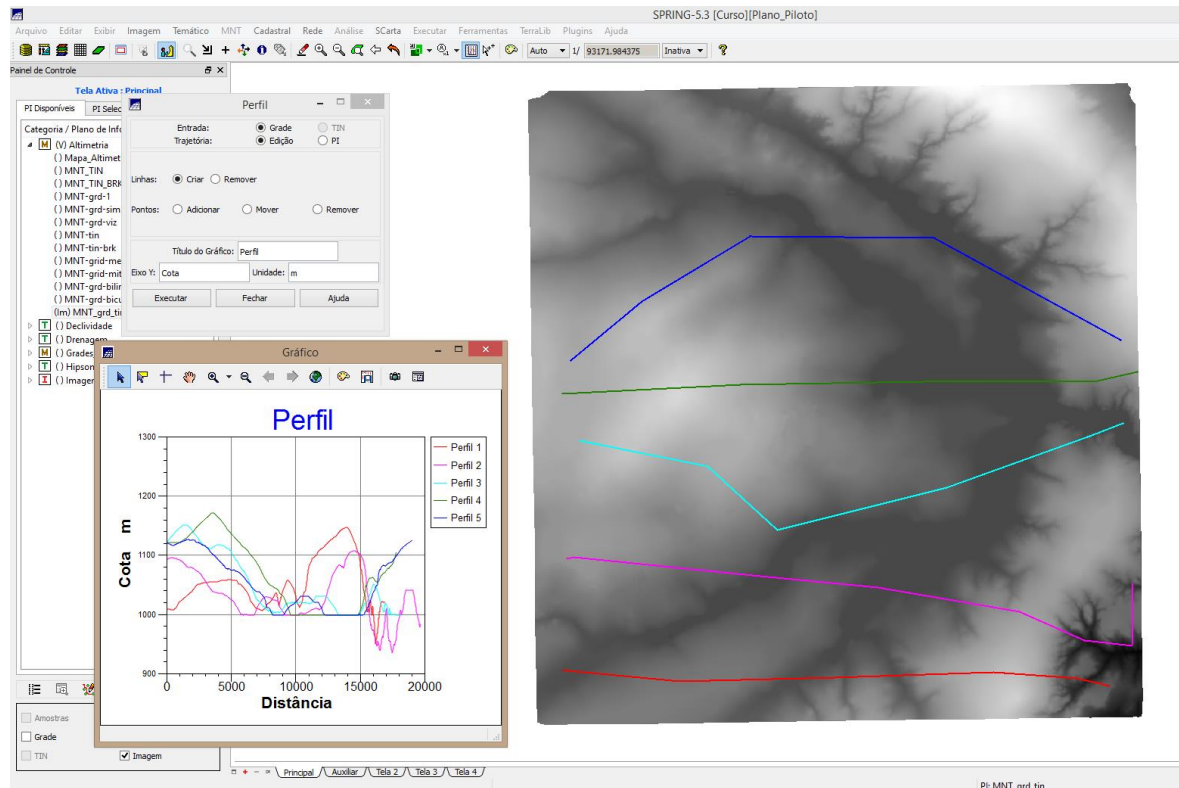 SPRING-5.3 [Curso][Plano_Piloto]
Arquivo Editar Exibir Imagem Temático MNT Cadastral Rede Análise SCarta Executar Ferramentas TerraLib Plugins Ajuda
Auto 1/ 93171.984375 Inativa
Painel de Controle
Tela Ativa : Principal
PI Disponíveis PI Selec
Categoria / Plano de Info
(V) Altimetria
( ) Mapa_Altimet
( ) MNT_TIN
( ) MNT_TIN_BRK
( ) MNT-grd-1
( ) MNT-grd-sim
( ) MNT-grd-viz
( ) MNT-tin
( ) MNT-tin-brk
( ) MNT-grid-me
( ) MNT-grid-mit
( ) MNT-grd-bilin
( ) MNT-grd-bicu
(Im) MNT_grd_tin
( ) Declividade
( ) Drenagem
( ) Grades_
( ) Hipson
( ) Imagem
Amostras
Grade
TIN
Imagem
Perfil
Entrada: Grade TIN
Trajetória: Edição PI
Linhas: Criar Remover
Pontos: Adicionar Mover Remover
Título do Gráfico: Perfil
Eixo Y: Cota Unidade: m
Executar Fechar Ajuda
Gráfico
Perfil
1300
1200
1100
1000
900
Cota m
0 5000 10000 15000 20000
Distância
Perfil 1
Perfil 2
Perfil 3
Perfil 4
Perfil 5
Principal Auxiliar Tela 2 Tela 3 Tela 4
PI: MNT_grd_tin